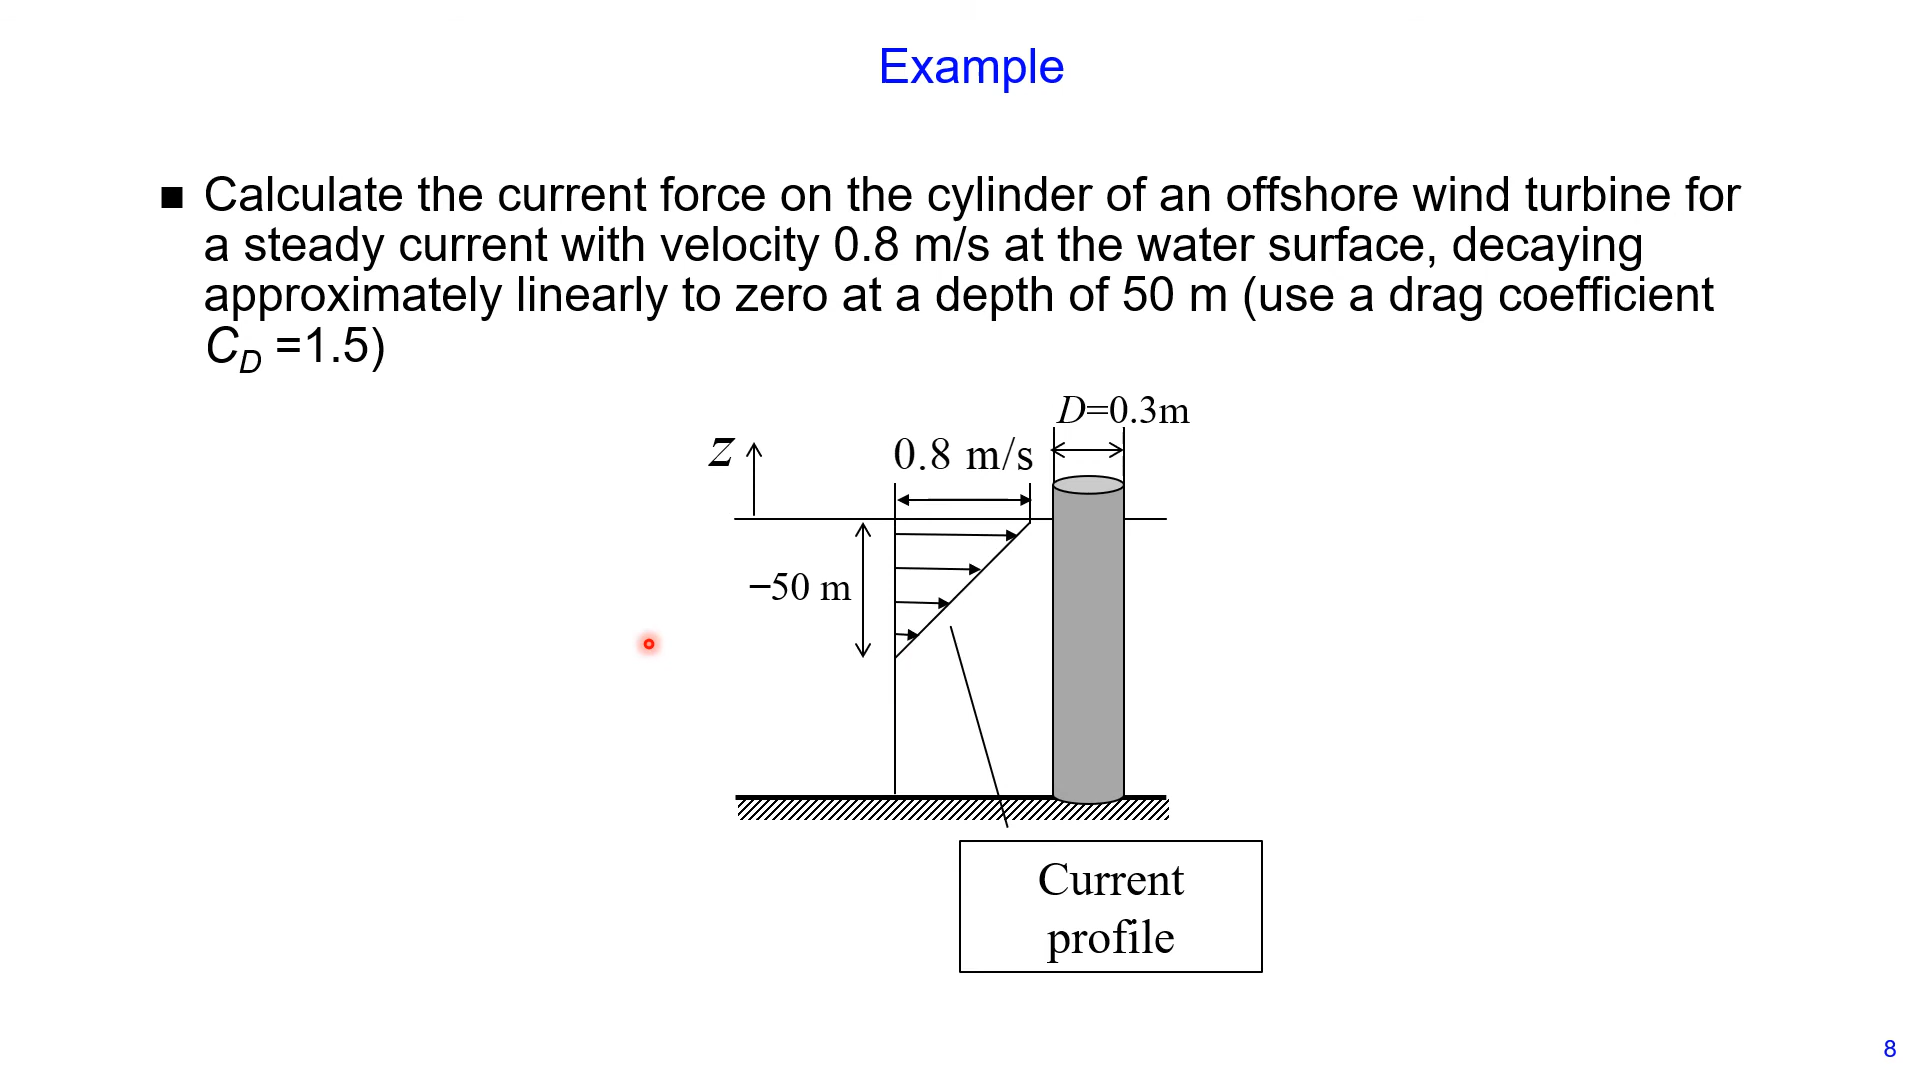 Example
■ Calculate the current force on the cylinder of an offshore wind turbine for
a steady current with velocity 0.8 m/s at the water surface, decaying
approximately linearly to zero at a depth of 50 m (use a drag coefficient
C_D =1.5)
D=0.3m
z
0.8 m/s
−50 m
Current
profile
8